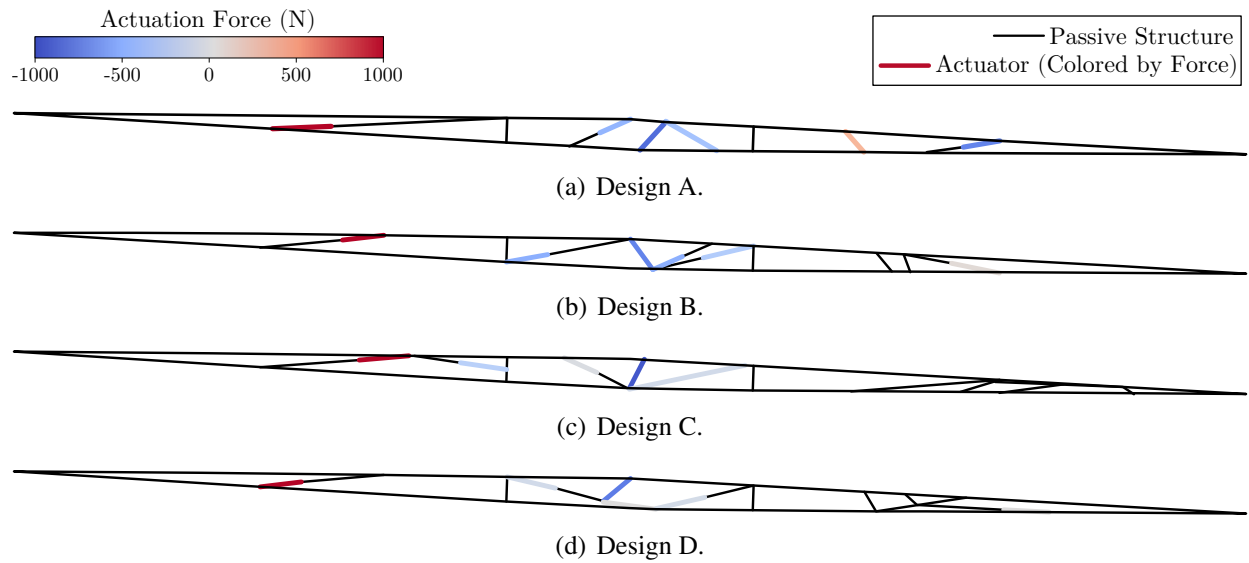 Actuation Force (N)
-1000 -500 0 500 1000
Passive Structure
Actuator (Colored by Force)
(a) Design A.
(b) Design B.
(c) Design C.
(d) Design D.